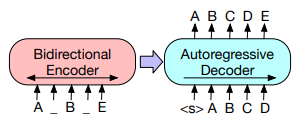 A B C D E
Bidirectional
Encoder
Autoregressive
Decoder
A _ B _ E
<s> A B C D